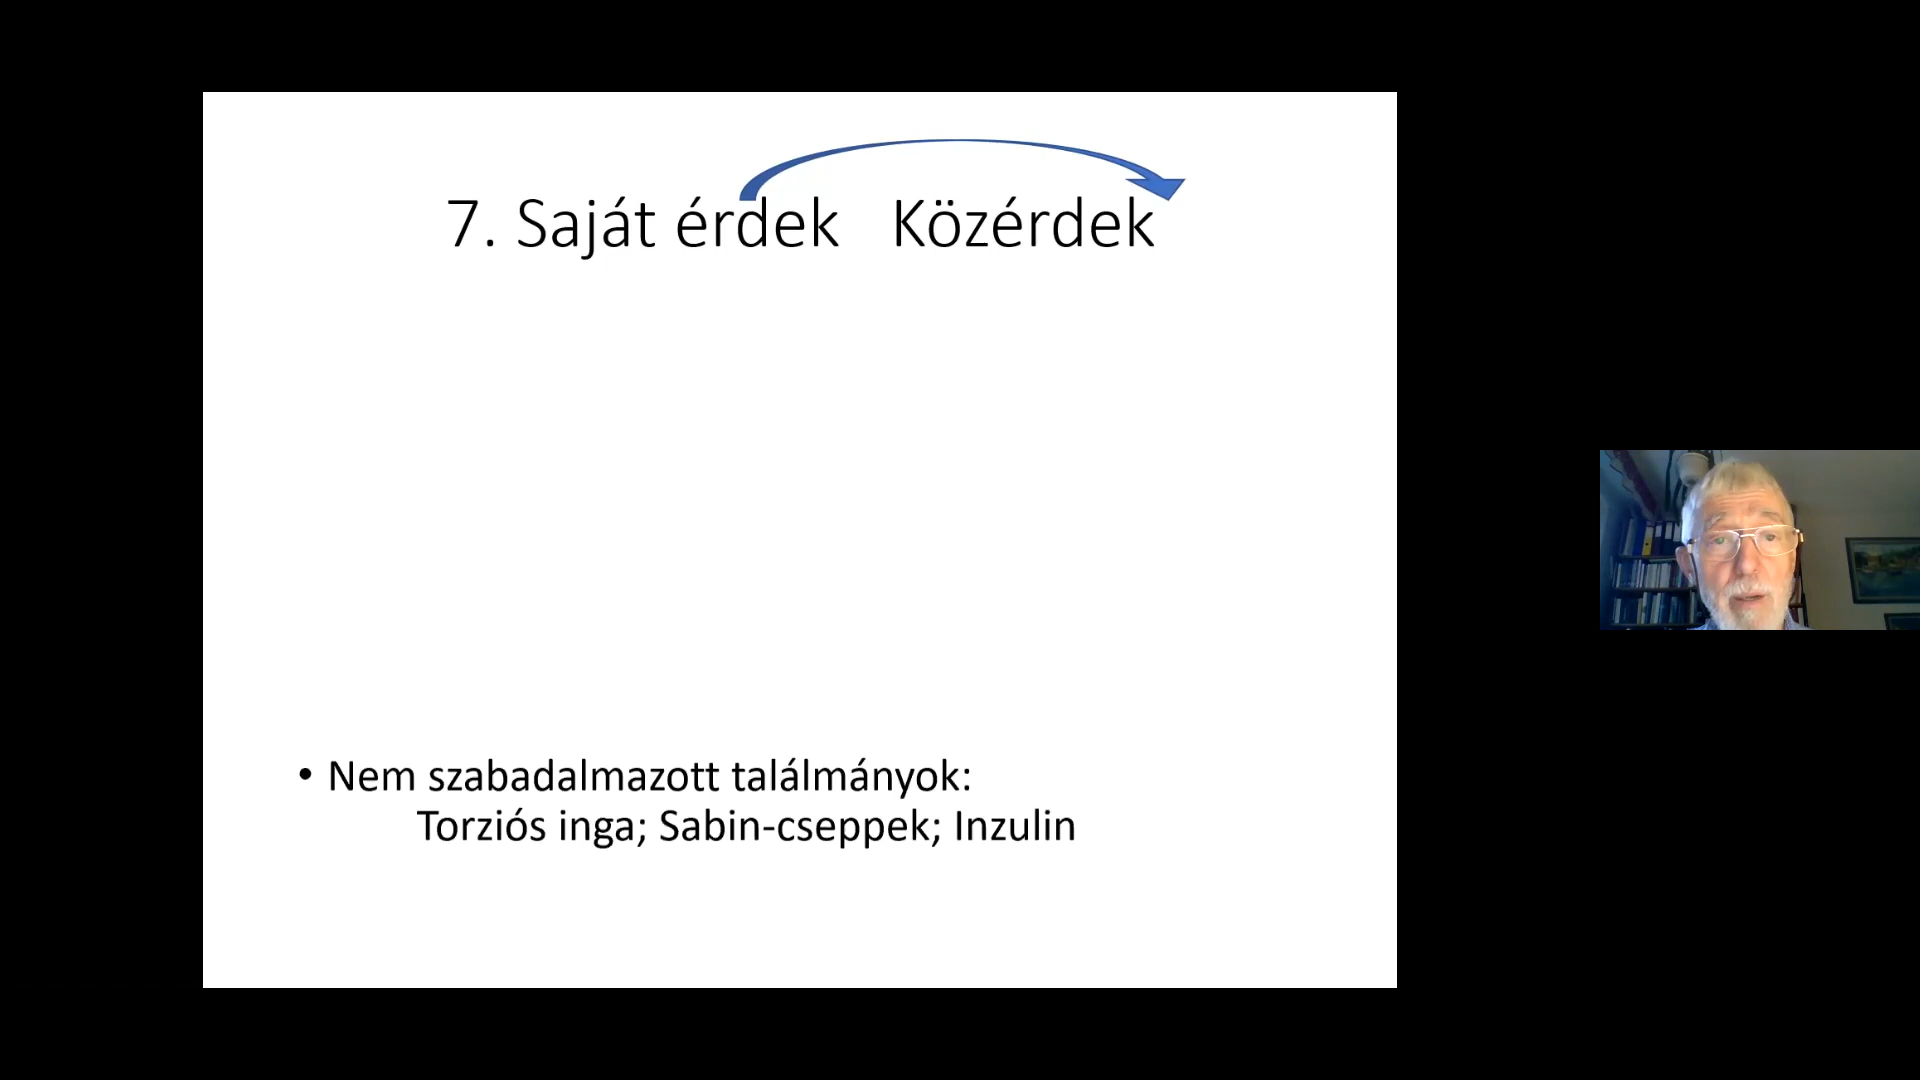 7. Saját érdek Közérdek
• Nem szabadalmazott találmányok:
Torziós inga; Sabin-cseppek; Inzulin